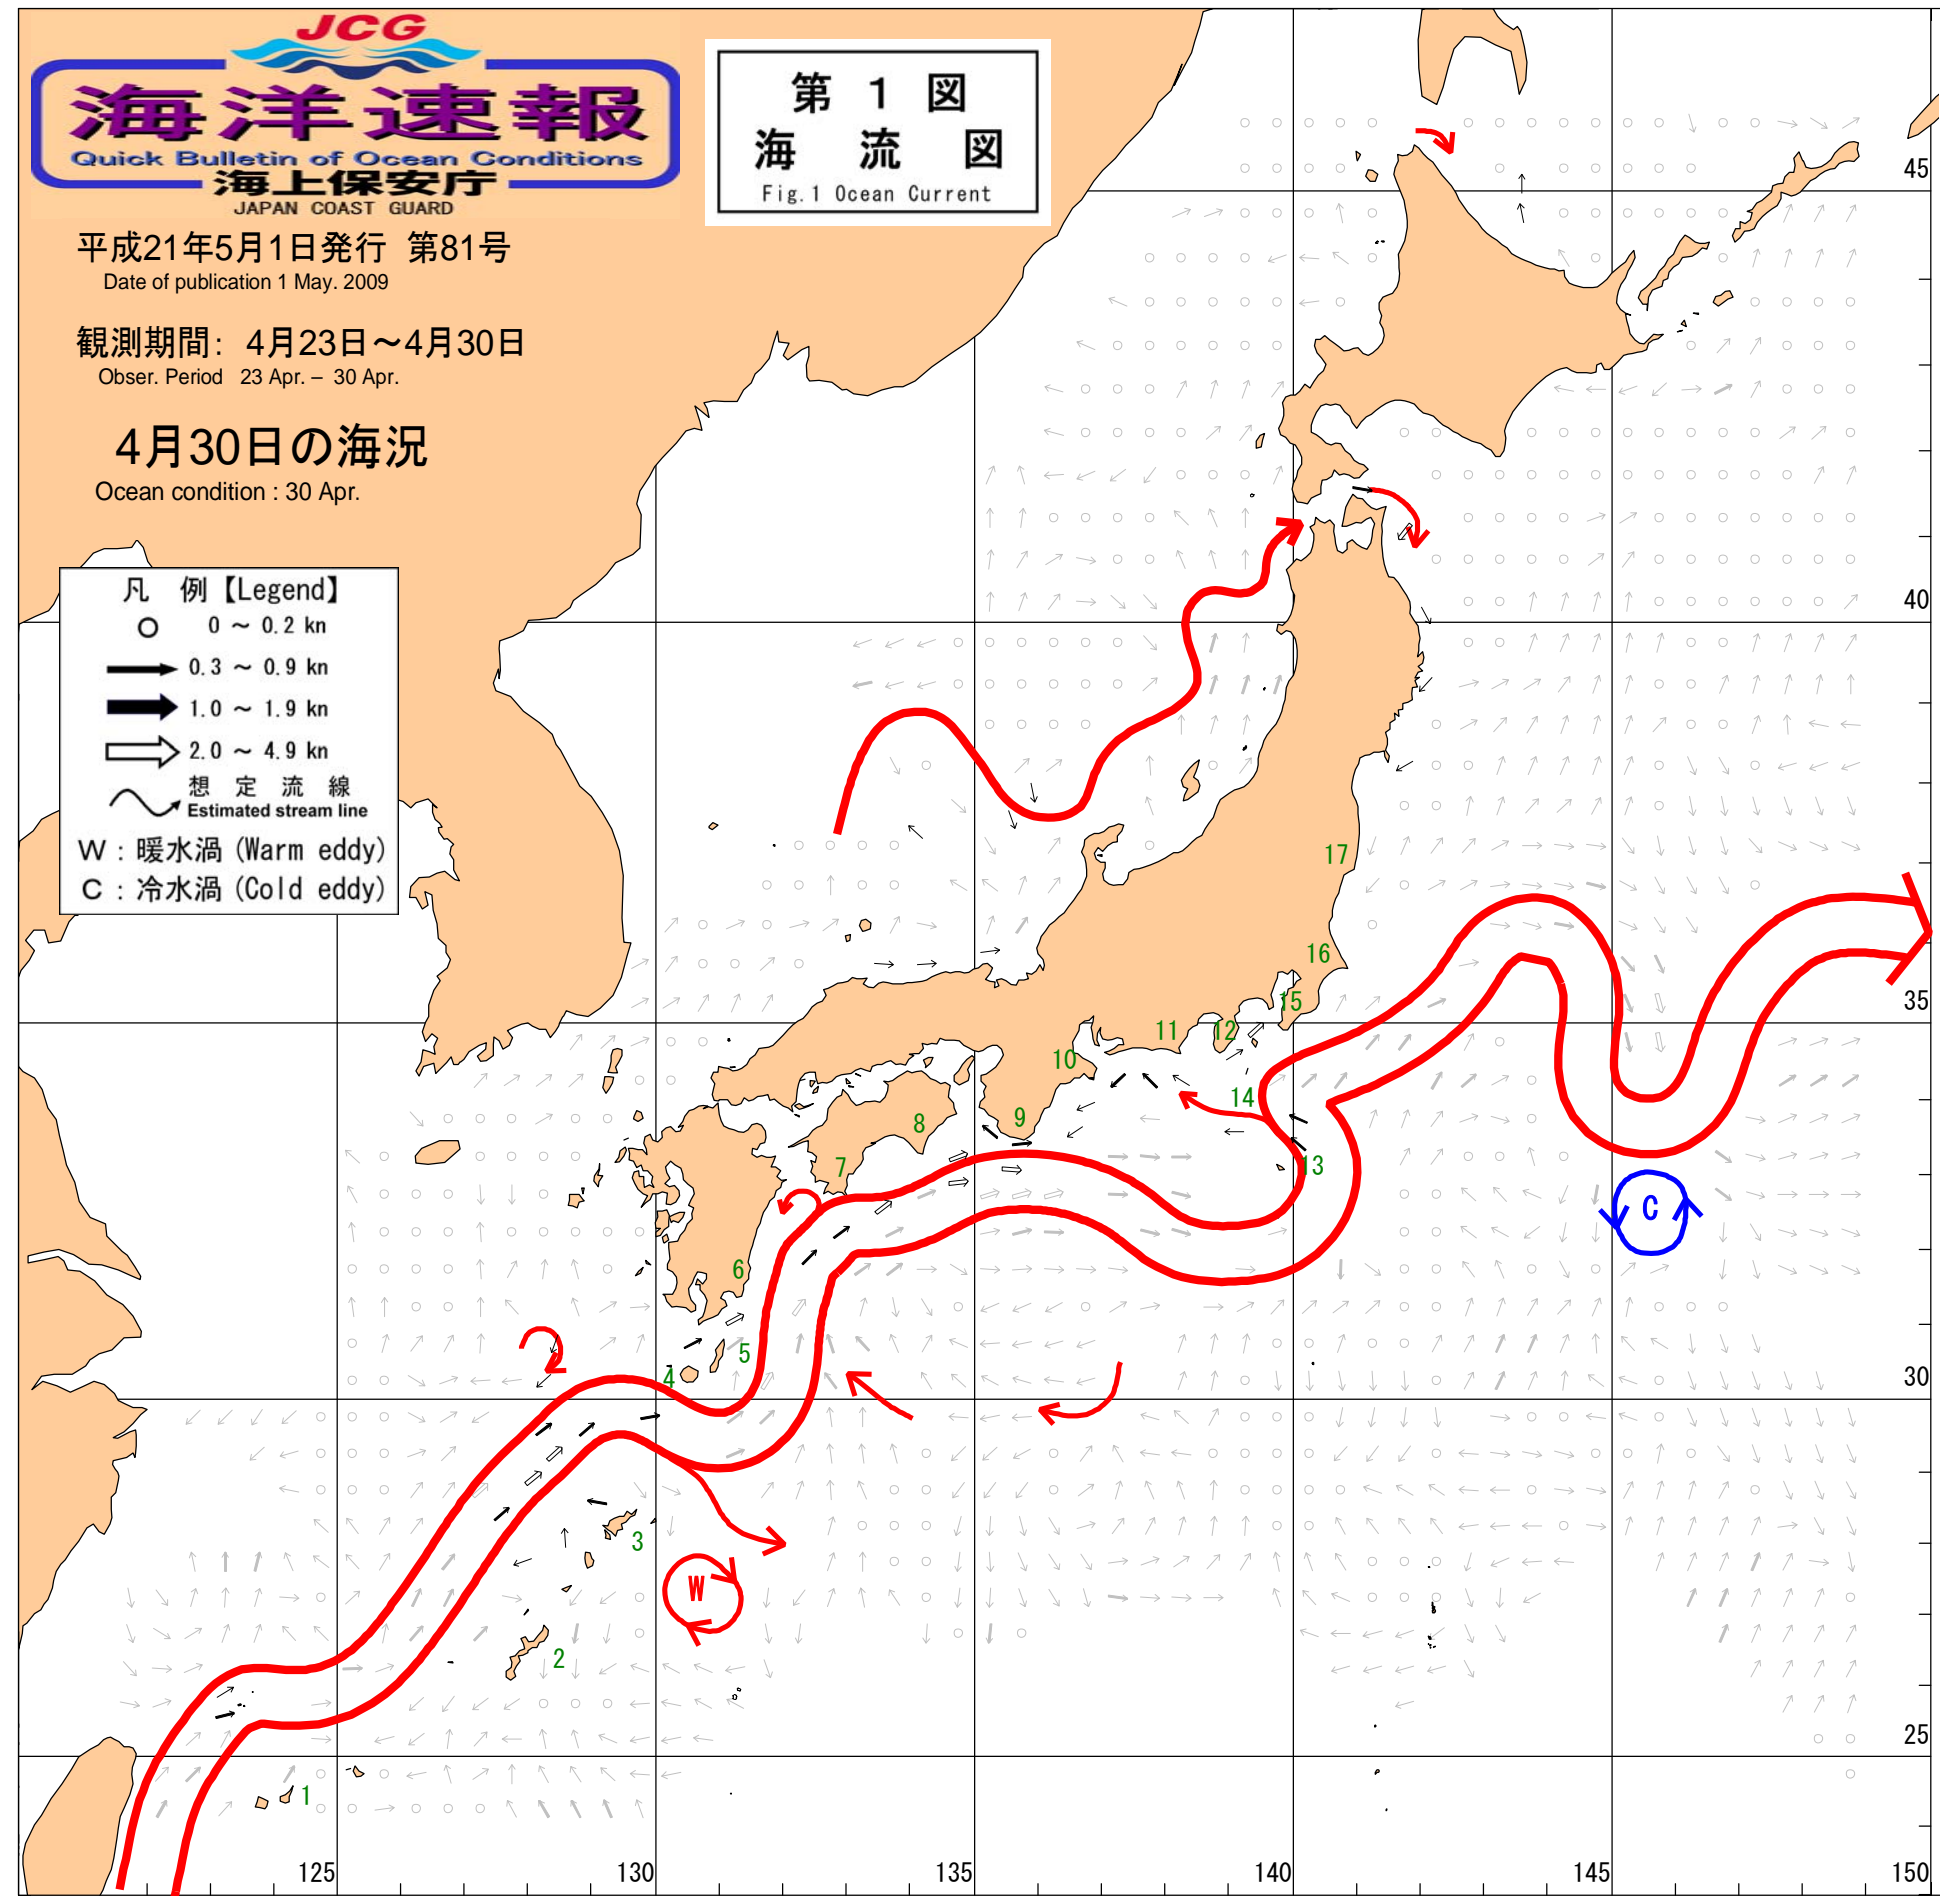 JCG
海洋速報
Quick Bulletin of Ocean Conditions
海上保安庁
JAPAN COAST GUARD
第 1 図
海 流 図
Fig.1 Ocean Current
平成21年5月1日発行 第81号
Date of publication 1 May. 2009
観測期間: 4月23日~4月30日
Obser. Period 23 Apr. – 30 Apr.
4月30日の海況
Ocean condition : 30 Apr.
凡 例【Legend】
0 ~ 0.2 kn
0.3 ~ 0.9 kn
1.0 ~ 1.9 kn
2.0 ~ 4.9 kn
想 定 流 線
Estimated stream line
W : 暖水渦 (Warm eddy)
C : 冷水渦 (Cold eddy)
45
40
17
16
15
35
11
12
10
14
9
8
7
13
C
6
5
4
30
3
W
2
25
1
125
130
135
140
145
150